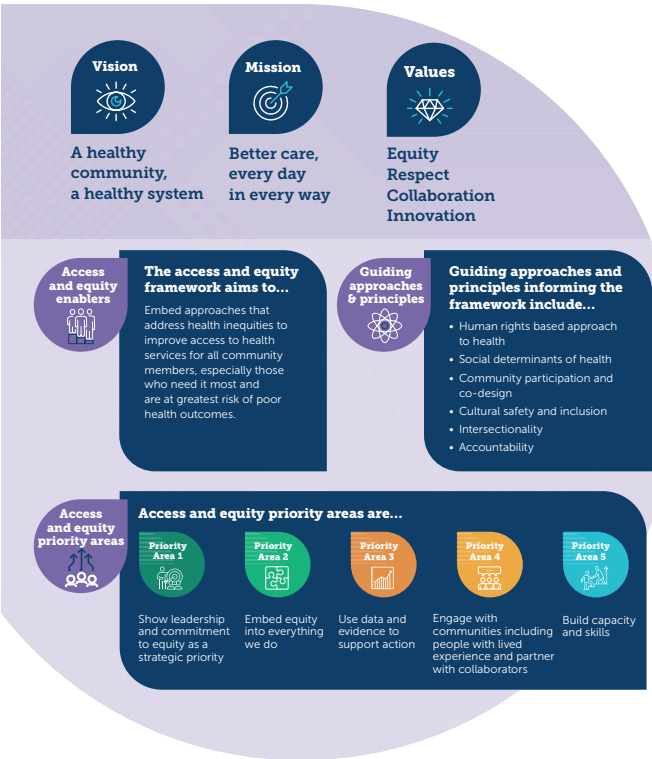 Vision
A healthy
community,
a healthy system
Mission
Better care,
every day
in every way
Values
Equity
Respect
Collaboration
Innovation
Access
and equity
enablers
The access and equity
framework aims to...
Embed approaches that
address health inequities to
improve access to health
services for all community
members, especially those
who need it most and
are at greatest risk of poor
health outcomes.
Guiding
approaches
& principles
Guiding approaches and
principles informing the
framework include...
• Human rights based approach
to health
• Social determinants of health
• Community participation and
co-design
• Cultural safety and inclusion
• Intersectionality
• Accountability
Access
and equity
priority areas
Access and equity priority areas are...
Priority
Area 1
Show leadership
and commitment
to equity as a
strategic priority
Priority
Area 2
Embed equity
into everything
we do
Priority
Area 3
Use data and
evidence to
support action
Priority
Area 4
Engage with
communities including
people with lived
experience and partner
with collaborators
Priority
Area 5
Build capacity
and skills